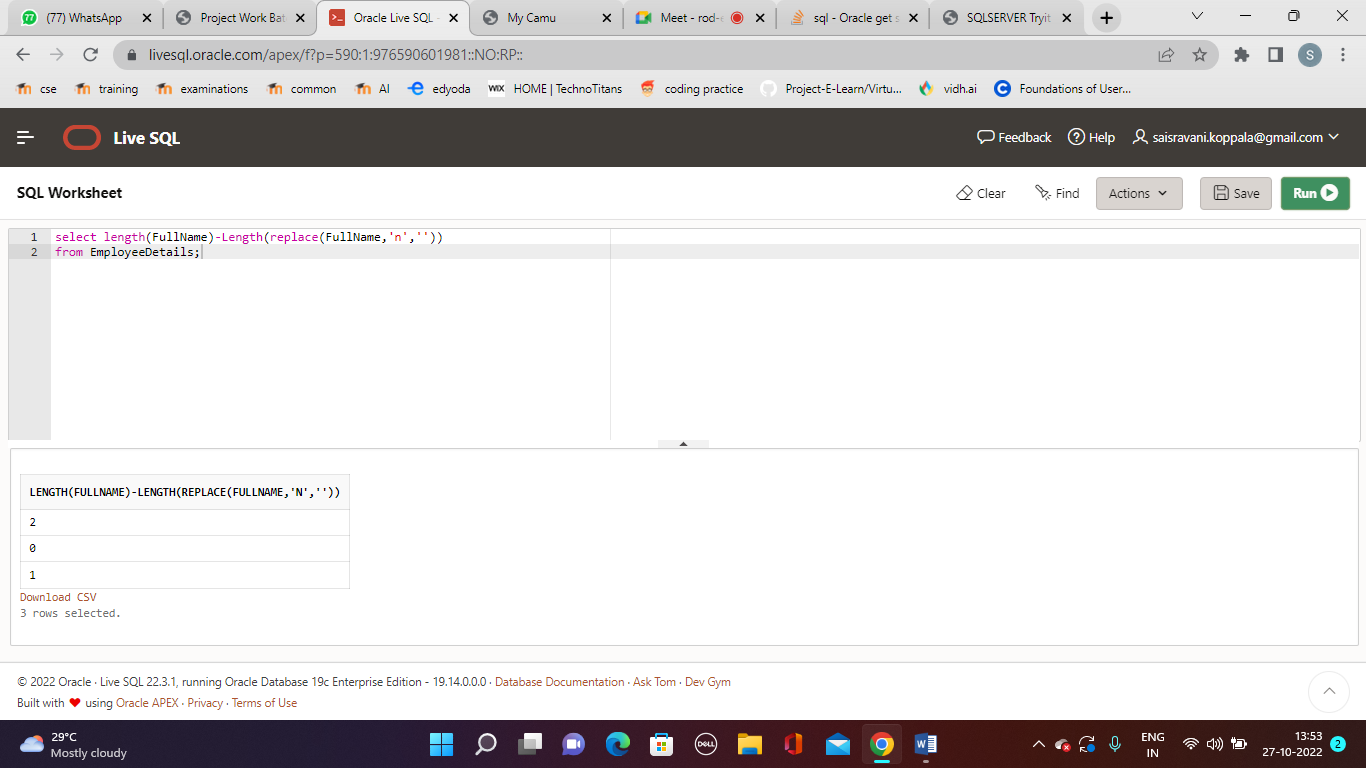 (77) WhatsApp
Project Work Bat
Oracle Live SQL -
My Camu
Meet - rod-e
sql - Oracle get s
SQLSERVER Tryit
livesql.oracle.com/apex/f?p=590:1:976590601981::NO:RP::
S
cse
training
examinations
common
AI
edyoda
WIX HOME | TechnoTitans
coding practice
Project-E-Learn/Virtu...
vidh.ai
Foundations of User...
Live SQL
Feedback
Help
saisravani.koppala@gmail.com
SQL Worksheet
Clear
Find
Actions
Save
Run
1 select length(FullName)-Length(replace(FullName,'n',''))
2 from EmployeeDetails;
LENGTH(FULLNAME)-LENGTH(REPLACE(FULLNAME,'N',''))
2
0
1
Download CSV
3 rows selected.
© 2022 Oracle · Live SQL 22.3.1, running Oracle Database 19c Enterprise Edition - 19.14.0.0.0 · Database Documentation · Ask Tom · Dev Gym
Built with ❤ using Oracle APEX · Privacy · Terms of Use
29°C
Mostly cloudy
DELL
ENG
IN
13:53
27-10-2022
2